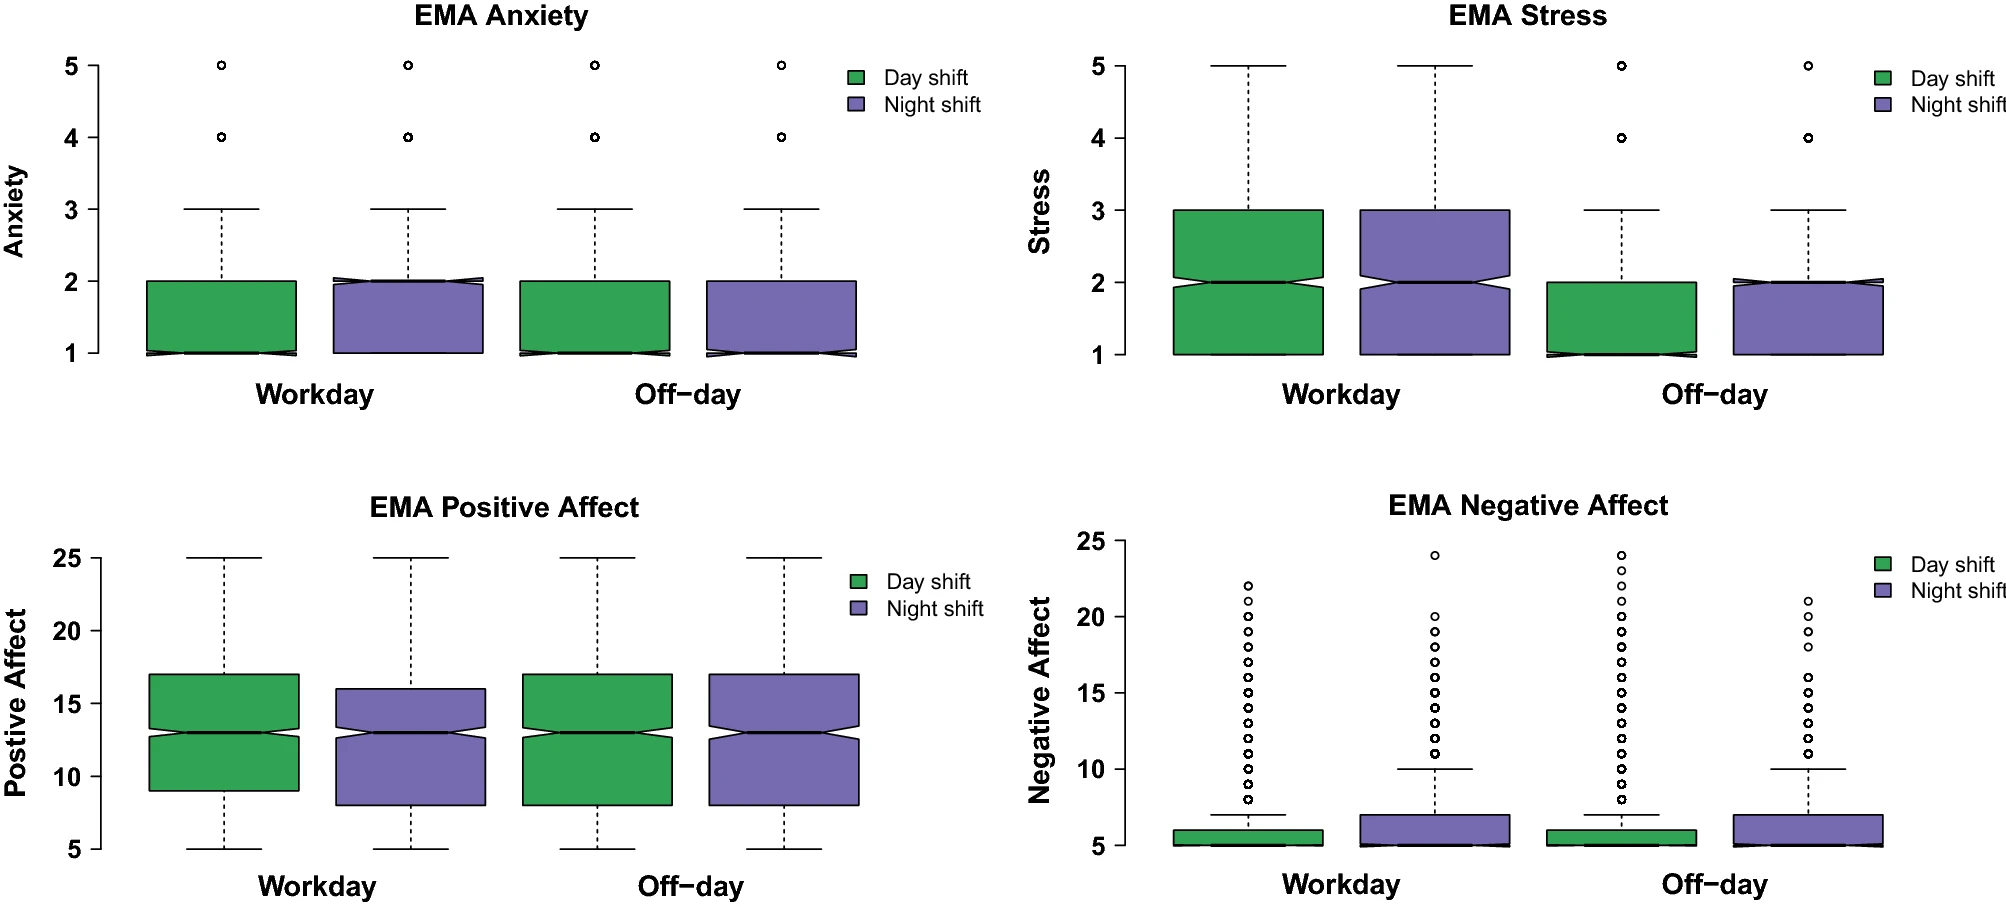 EMA Anxiety
5
4
3
2
1
Anxiety
Workday
Off−day
Day shift
Night shift
EMA Stress
5
4
3
2
1
Stress
Workday
Off−day
Day shift
Night shift
EMA Positive Affect
25
20
15
10
5
Postive Affect
Workday
Off−day
Day shift
Night shift
EMA Negative Affect
25
20
15
10
5
Negative Affect
Workday
Off−day
Day shift
Night shift